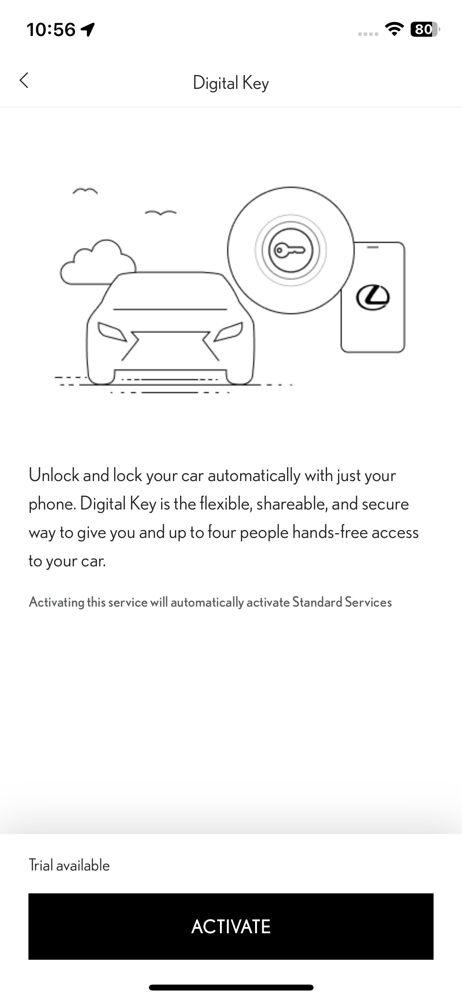 10:56
80
Digital Key
Unlock and lock your car automatically with just your
phone. Digital Key is the flexible, shareable, and secure
way to give you and up to four people hands-free access
to your car.
Activating this service will automatically activate Standard Services
Trial available
ACTIVATE